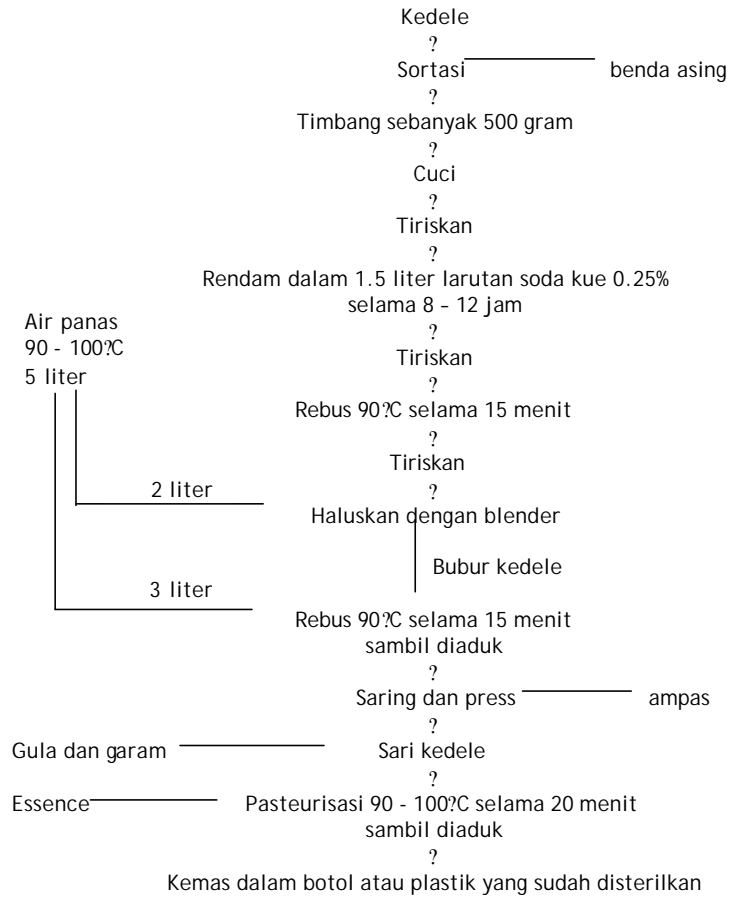 Kedele
?
Sortasi benda asing
?
Timbang sebanyak 500 gram
?
Cuci
?
Tiriskan
?
Rendam dalam 1.5 liter larutan soda kue 0.25%
selama 8 – 12 jam
Air panas
90 - 100?C
5 liter
?
Tiriskan
?
Rebus 90?C selama 15 menit
?
Tiriskan
?
2 liter
Haluskan dengan blender
Bubur kedele
3 liter
Rebus 90?C selama 15 menit
sambil diaduk
?
Saring dan press ampas
?
Gula dan garam Sari kedele
?
Essence Pasteurisasi 90 - 100?C selama 20 menit
sambil diaduk
?
Kemas dalam botol atau plastik yang sudah disterilkan